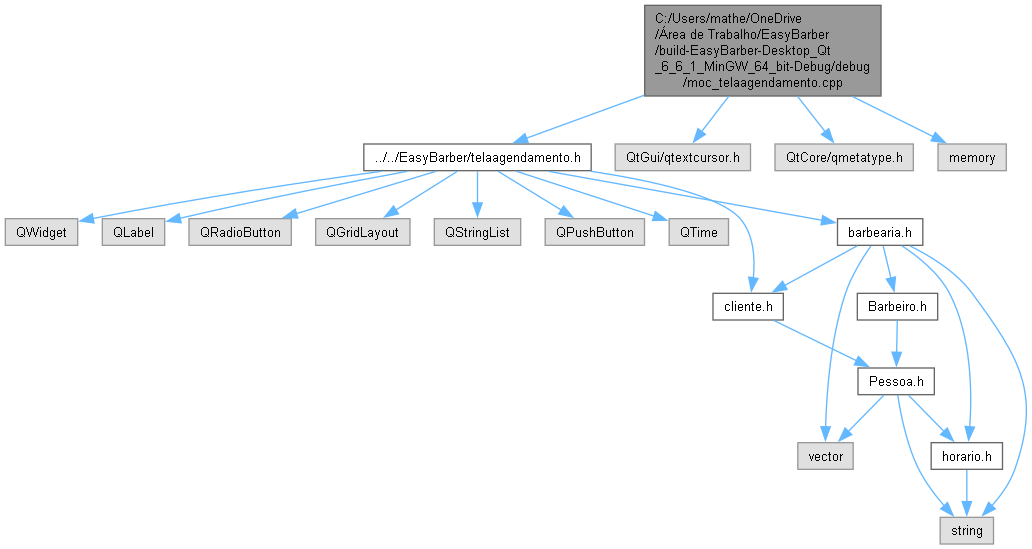 C:/Users/mathe/OneDrive
/Área de Trabalho/EasyBarber
/build-EasyBarber-Desktop_Qt
_6_6_1_MinGW_64_bit-Debug/debug
/moc_telaagendamento.cpp
../../EasyBarber/telaagendamento.h
QtGui/qtextcursor.h
QtCore/qmetatype.h
memory
QWidget
QLabel
QRadioButton
QGridLayout
QStringList
QPushButton
QTime
barbearia.h
cliente.h
Barbeiro.h
Pessoa.h
vector
horario.h
string